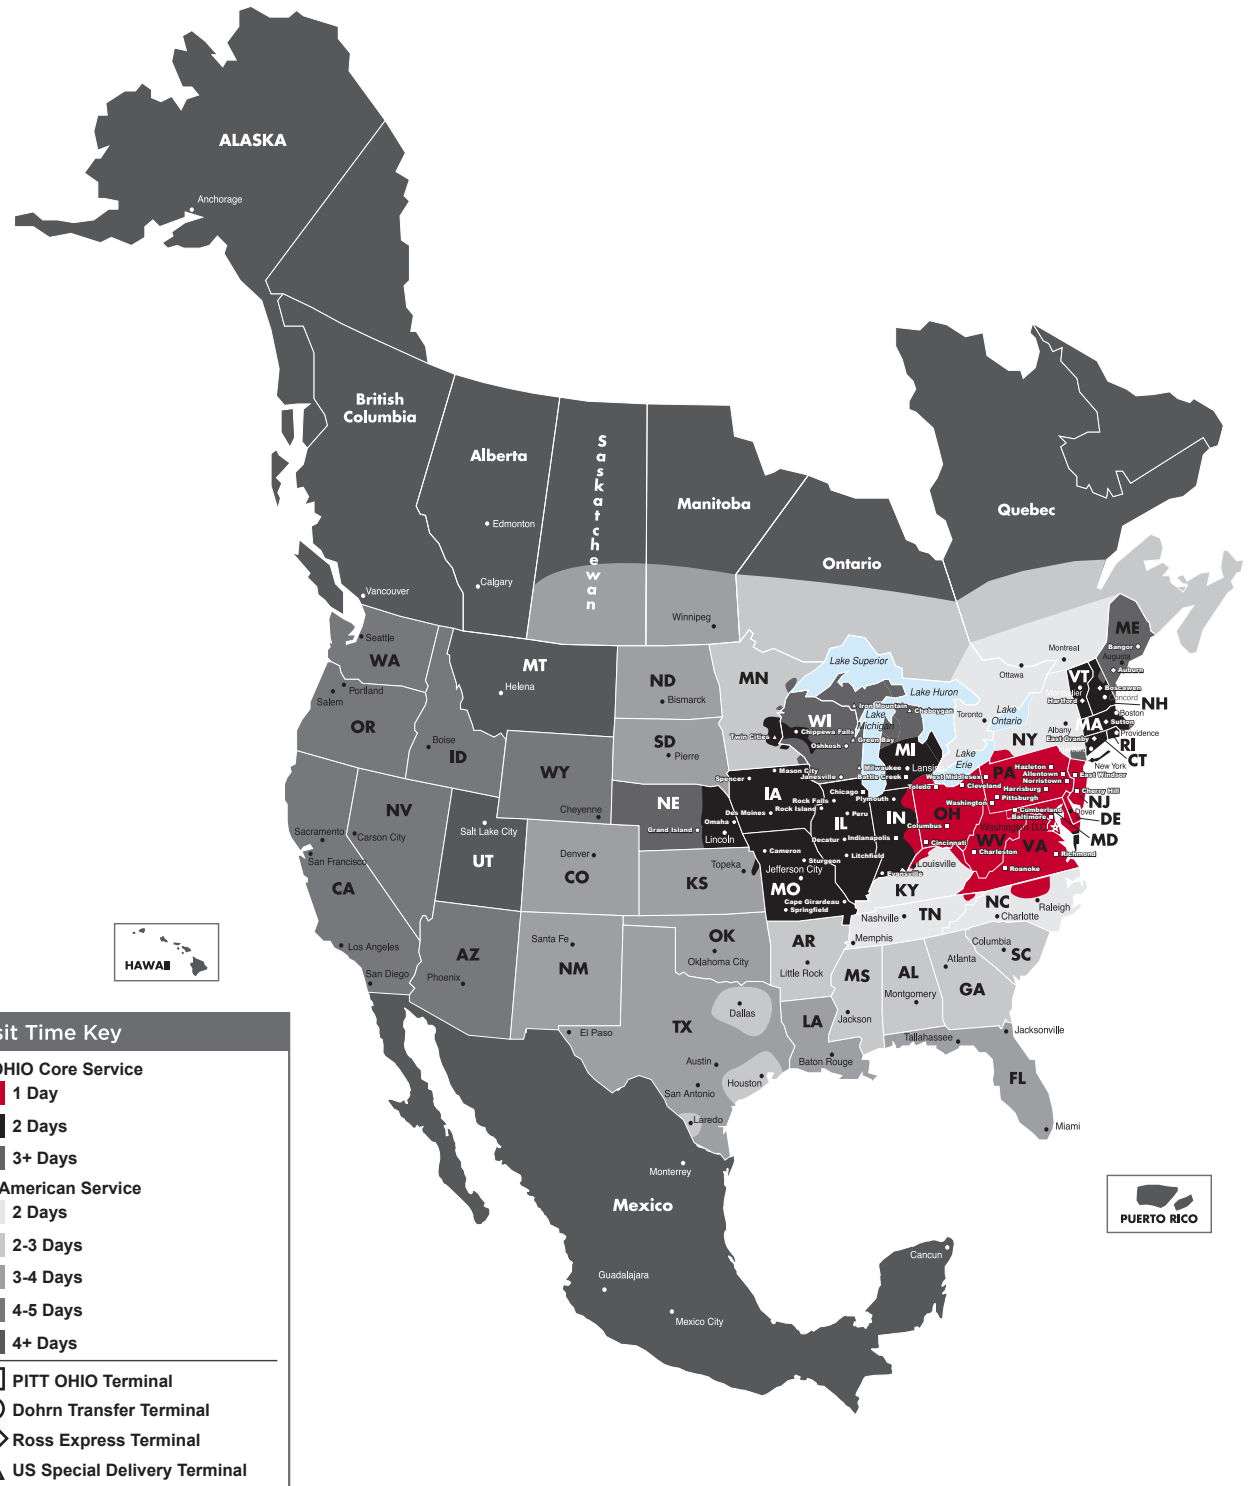 ALASKA
Anchorage
British
Columbia
Alberta
Saskatchewan
Manitoba
Ontario
Quebec
Edmonton
Calgary
Vancouver
Winnipeg
Seattle
WA
MT
Helena
ND
Bismarck
MN
Lake Superior
Lake Huron
Lake
Michigan
Lake
Ontario
Lake
Erie
Montreal
Ottawa
Toronto
ME
Bangor
Augusta
Auburn
VT
Boscawen
Concord
Hartford
NH
Boston
MA
Sutton
Providence
East Granby
RI
CT
Albany
NY
New York
Portland
Salem
OR
Boise
ID
SD
Pierre
WY
Cheyenne
WI
Iron Mountain
Cheboygan
Chippewa Falls
Twin Cities
Green Bay
Oshkosh
MI
Milwaukee
Lansing
Janesville
Battle Creek
Mason City
Spencer
IA
Des Moines
Rock Island
Rock Falls
Chicago
Plymouth
Peru
IL
IN
Decatur
Indianapolis
Litchfield
Evansville
Toledo
West Middlesex
Cleveland
OH
Columbus
Cincinnati
PA
Hazleton
Allentown
Norristown
Harrisburg
Pittsburgh
Washington
East Windsor
Cherry Hill
NJ
DE
Dover
Cumberland
Baltimore
MD
Washington D.C.
WV
VA
Charleston
Richmond
Roanoke
NV
Carson City
Sacramento
San Francisco
CA
Los Angeles
San Diego
Salt Lake City
UT
Denver
CO
NE
Grand Island
Omaha
Lincoln
Topeka
KS
Cameron
Sturgeon
Jefferson City
MO
Cape Girardeau
Springfield
Louisville
KY
Nashville
TN
Memphis
NC
Raleigh
Charlotte
Columbia
SC
Atlanta
GA
AL
Montgomery
MS
Jackson
AR
Little Rock
OK
Oklahoma City
AZ
Phoenix
Santa Fe
NM
El Paso
TX
Dallas
Austin
San Antonio
Houston
Laredo
LA
Baton Rouge
Tallahassee
Jacksonville
FL
Miami
HAWAII
Monterrey
Mexico
Guadalajara
Mexico City
Cancun
PUERTO RICO
sit Time Key
OHIO Core Service
1 Day
2 Days
3+ Days
American Service
2 Days
2-3 Days
3-4 Days
4-5 Days
4+ Days
PITT OHIO Terminal
Dohrn Transfer Terminal
Ross Express Terminal
US Special Delivery Terminal